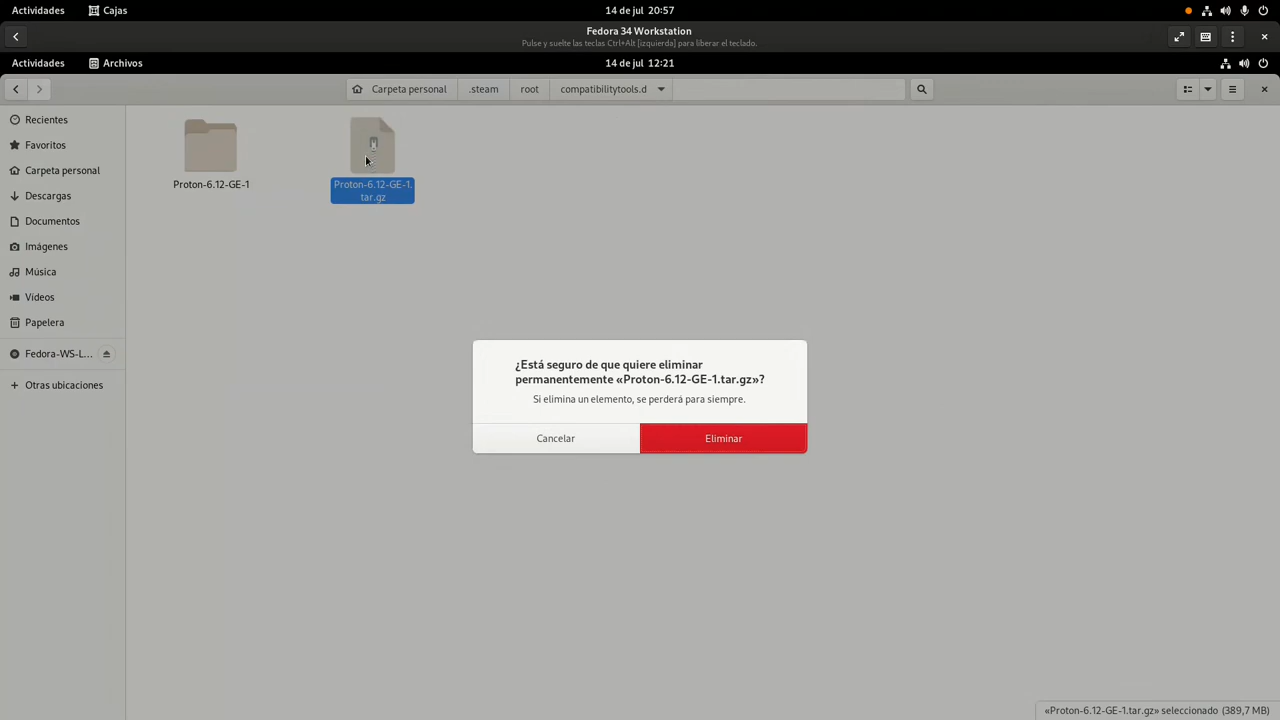 Actividades Cajas 14 de jul 20:57
Fedora 34 Workstation
Pulse y suelte las teclas Ctrl+Alt [izquierda] para liberar el teclado.
Actividades Archivos 14 de jul 12:21
Carpeta personal .steam root compatibilitytools.d
Recientes
Favoritos
Carpeta personal
Descargas
Documentos
Imágenes
Música
Vídeos
Papelera
Fedora-WS-L...
Otras ubicaciones
Proton-6.12-GE-1
Proton-6.12-GE-1.
tar.gz
¿Está seguro de que quiere eliminar
permanentemente «Proton-6.12-GE-1.tar.gz»?
Si elimina un elemento, se perderá para siempre.
Cancelar Eliminar
«Proton-6.12-GE-1.tar.gz» seleccionado (389,7 MB)